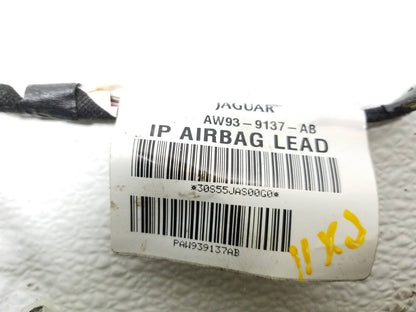 JAGUAR
AW93-9137-AB
IP AIRBAG LEAD
*30S55JAS00G0*
PAW939137AB
11XJ